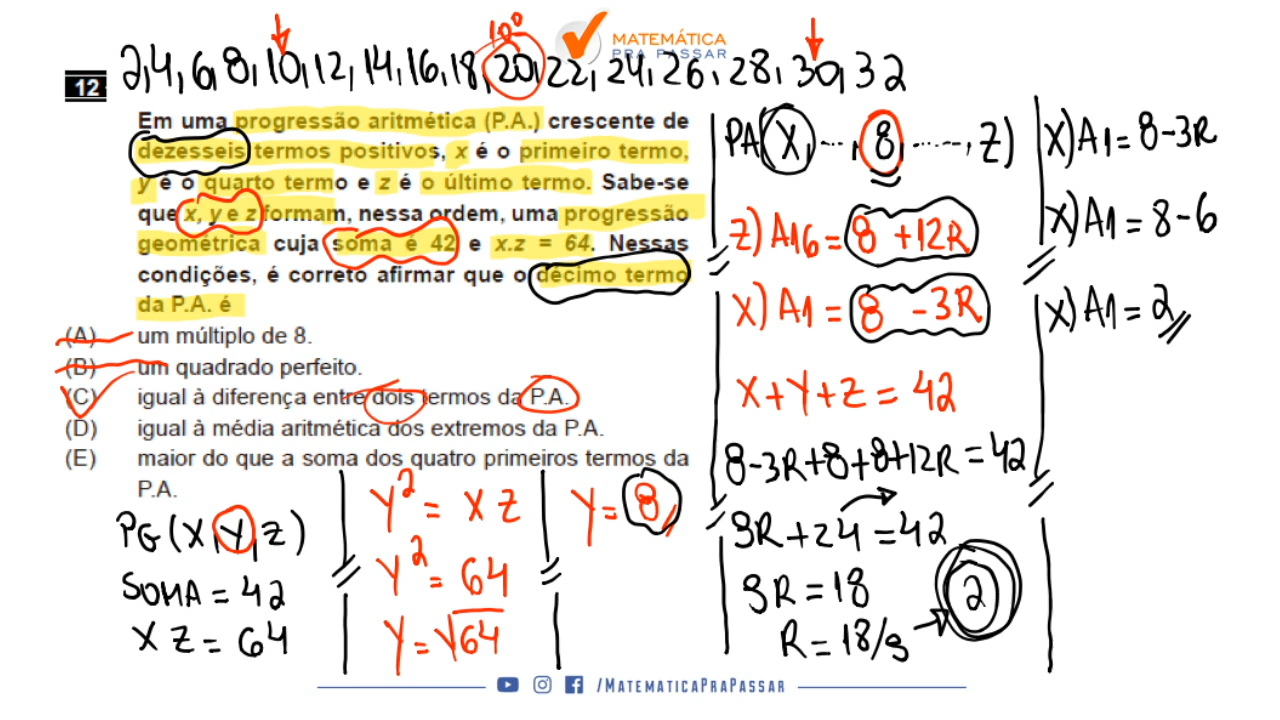 10º
MATEMÁTICA
PRA PASSAR
2, 4, 6, 8, 10, 12, 14, 16, 18, 20, 22, 24, 26, 28, 30, 32
12
Em uma progressão aritmética (P.A.) crescente de
dezesseis termos positivos, x é o primeiro termo,
y é o quarto termo e z é o último termo. Sabe-se
que x, y e z formam, nessa ordem, uma progressão
geométrica cuja soma é 42 e x.z = 64. Nessas
condições, é correto afirmar que o décimo termo
da P.A. é
(A) um múltiplo de 8.
(B) um quadrado perfeito.
(C) igual à diferença entre dois termos da P.A.
(D) igual à média aritmética dos extremos da P.A.
(E) maior do que a soma dos quatro primeiros termos da
P.A.
PG (X, Y, Z)
SOMA = 42
X Z = 64
Y² = X Z
Y² = 64
Y = √64
Y = 8
PA(X, ..., 8, ......, Z)
Z) A16 = 8 + 12R
X) A1 = 8 - 3R
X + Y + Z = 42
8 - 3R + 8 + 8 + 12R = 42
9R + 24 = 42
9R = 18
R = 18/9 → 2
X) A1 = 8 - 3R
X) A1 = 8 - 6
X) A1 = 2
/MATEMATICAPRAPASSAR